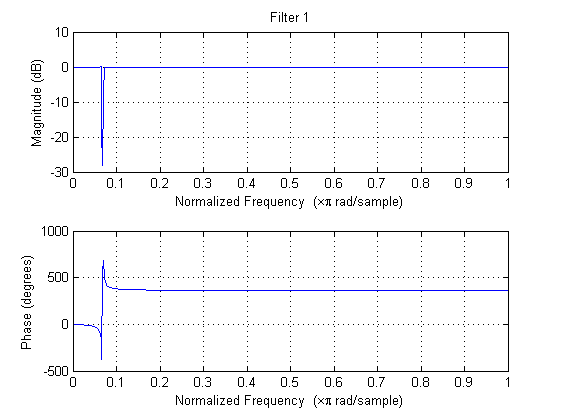 Filter 1
Magnitude (dB)
10
0
-10
-20
-30
0 0.1 0.2 0.3 0.4 0.5 0.6 0.7 0.8 0.9 1
Normalized Frequency (×π rad/sample)
Phase (degrees)
1000
500
0
-500
0 0.1 0.2 0.3 0.4 0.5 0.6 0.7 0.8 0.9 1
Normalized Frequency (×π rad/sample)